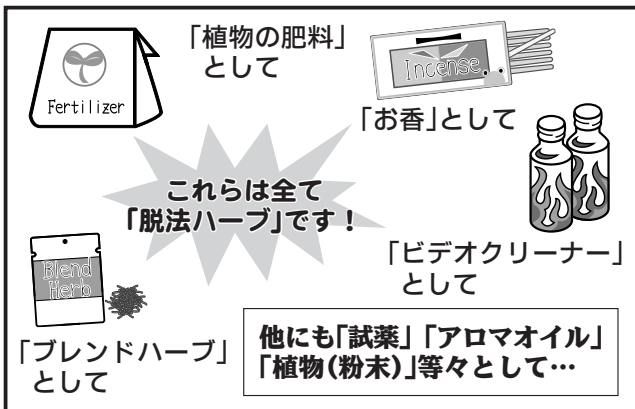 「植物の肥料」
として
Fertilizer
Incense
「お香」として
これらは全て
「脱法ハーブ」です！
「ビデオクリーナー」
として
Blend
Herb
「ブレンドハーブ」
として
他にも「試薬」「アロマオイル」
「植物(粉末)」等々として…